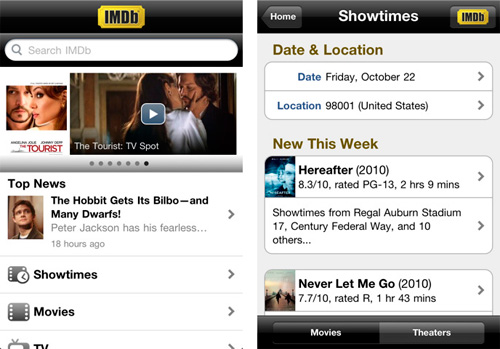 IMDb
Search IMDb
ANGELINA JOLIE JOHNNY DEPP
THE TOURIST
The Tourist: TV Spot
Top News
The Hobbit Gets Its Bilbo—and
Many Dwarfs!
Peter Jackson has his fearless...
18 hours ago
Showtimes
Movies
TV
Home
Showtimes
IMDb
Date & Location
Date Friday, October 22
Location 98001 (United States)
New This Week
Hereafter (2010)
8.3/10, rated PG-13, 2 hrs 9 mins
Showtimes from Regal Auburn Stadium
17, Century Federal Way, and 10
others...
Never Let Me Go (2010)
7.7/10, rated R, 1 hr 43 mins
Movies
Theaters